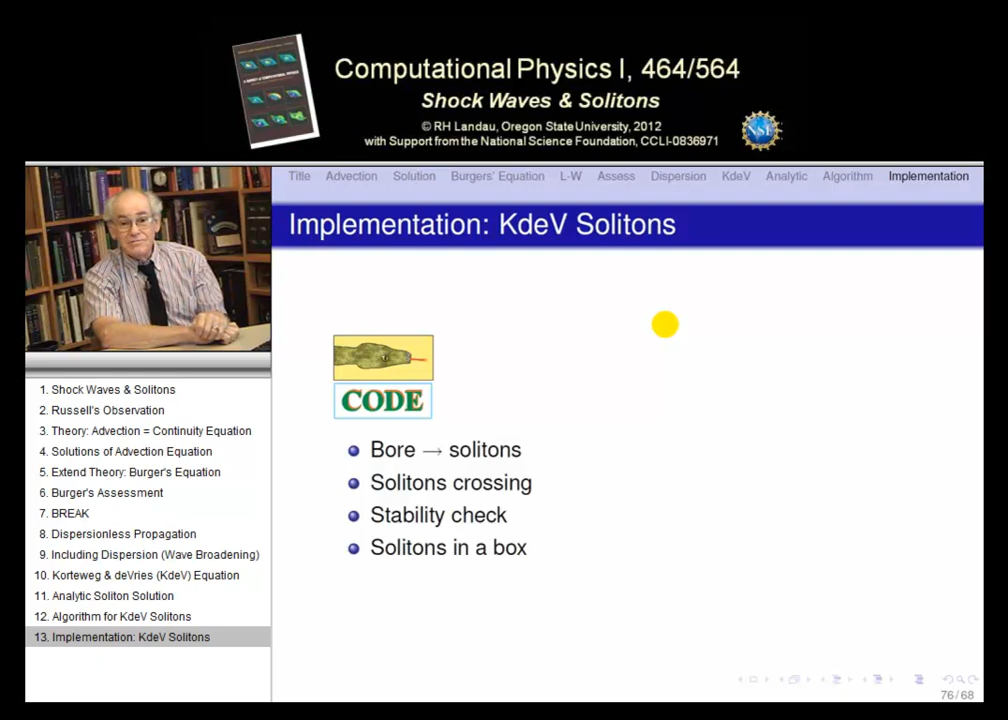 Computational Physics I, 464/564
Shock Waves & Solitons
© RH Landau, Oregon State University, 2012
with Support from the National Science Foundation, CCLI-0836971
NSF
Title Advection Solution Burgers' Equation L-W Assess Dispersion KdeV Analytic Algorithm Implementation
Implementation: KdeV Solitons
CODE
Bore → solitons
Solitons crossing
Stability check
Solitons in a box
1. Shock Waves & Solitons
2. Russell's Observation
3. Theory: Advection = Continuity Equation
4. Solutions of Advection Equation
5. Extend Theory: Burger's Equation
6. Burger's Assessment
7. BREAK
8. Dispersionless Propagation
9. Including Dispersion (Wave Broadening)
10. Korteweg & deVries (KdeV) Equation
11. Analytic Soliton Solution
12. Algorithm for KdeV Solitons
13. Implementation: KdeV Solitons
76/68